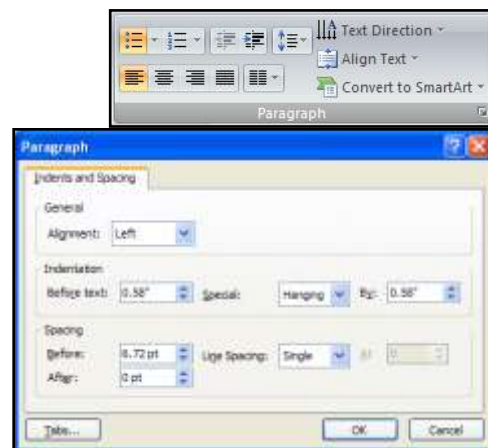 Text Direction
Align Text
Convert to SmartArt
Paragraph
Paragraph
Indents and Spacing
General
Alignment: Left
Indentation
Before text: 0.58" Special: Hanging By: 0.58"
Spacing
Before: 6.72 pt Line Spacing: Single At 0
After: 0 pt
Tabs... OK Cancel